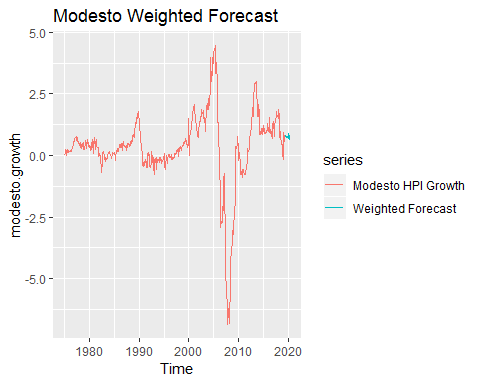 Modesto Weighted Forecast
5.0
2.5
0.0
-2.5
-5.0
modesto.growth
1980 1990 2000 2010 2020
Time
series
Modesto HPI Growth
Weighted Forecast